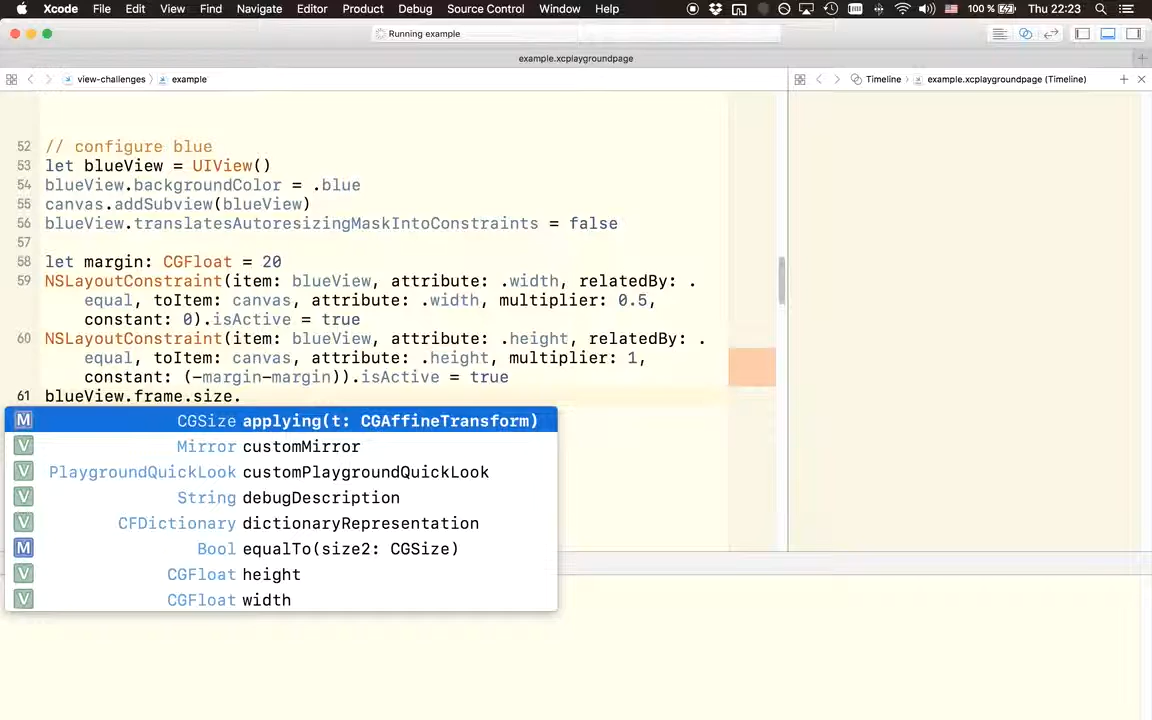 Xcode File Edit View Find Navigate Editor Product Debug Source Control Window Help 100 % Thu 22:23
Running example
example.xcplaygroundpage
view-challenges example Timeline example.xcplaygroundpage (Timeline)
52 // configure blue
53 let blueView = UIView()
54 blueView.backgroundColor = .blue
55 canvas.addSubview(blueView)
56 blueView.translatesAutoresizingMaskIntoConstraints = false
57
58 let margin: CGFloat = 20
59 NSLayoutConstraint(item: blueView, attribute: .width, relatedBy: .
equal, toItem: canvas, attribute: .width, multiplier: 0.5,
constant: 0).isActive = true
60 NSLayoutConstraint(item: blueView, attribute: .height, relatedBy: .
equal, toItem: canvas, attribute: .height, multiplier: 1,
constant: (-margin-margin)).isActive = true
61 blueView.frame.size.
M CGSize applying(t: CGAffineTransform)
V Mirror customMirror
V PlaygroundQuickLook customPlaygroundQuickLook
V String debugDescription
V CFDictionary dictionaryRepresentation
M Bool equalTo(size2: CGSize)
V CGFloat height
V CGFloat width